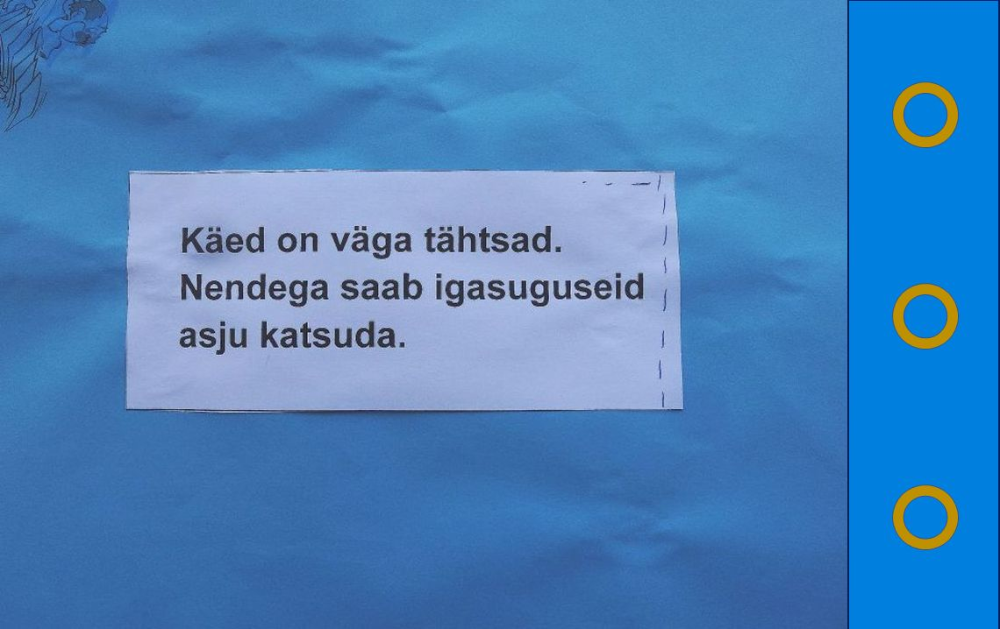 Käed on väga tähtsad.
Nendega saab igasuguseid
asju katsuda.